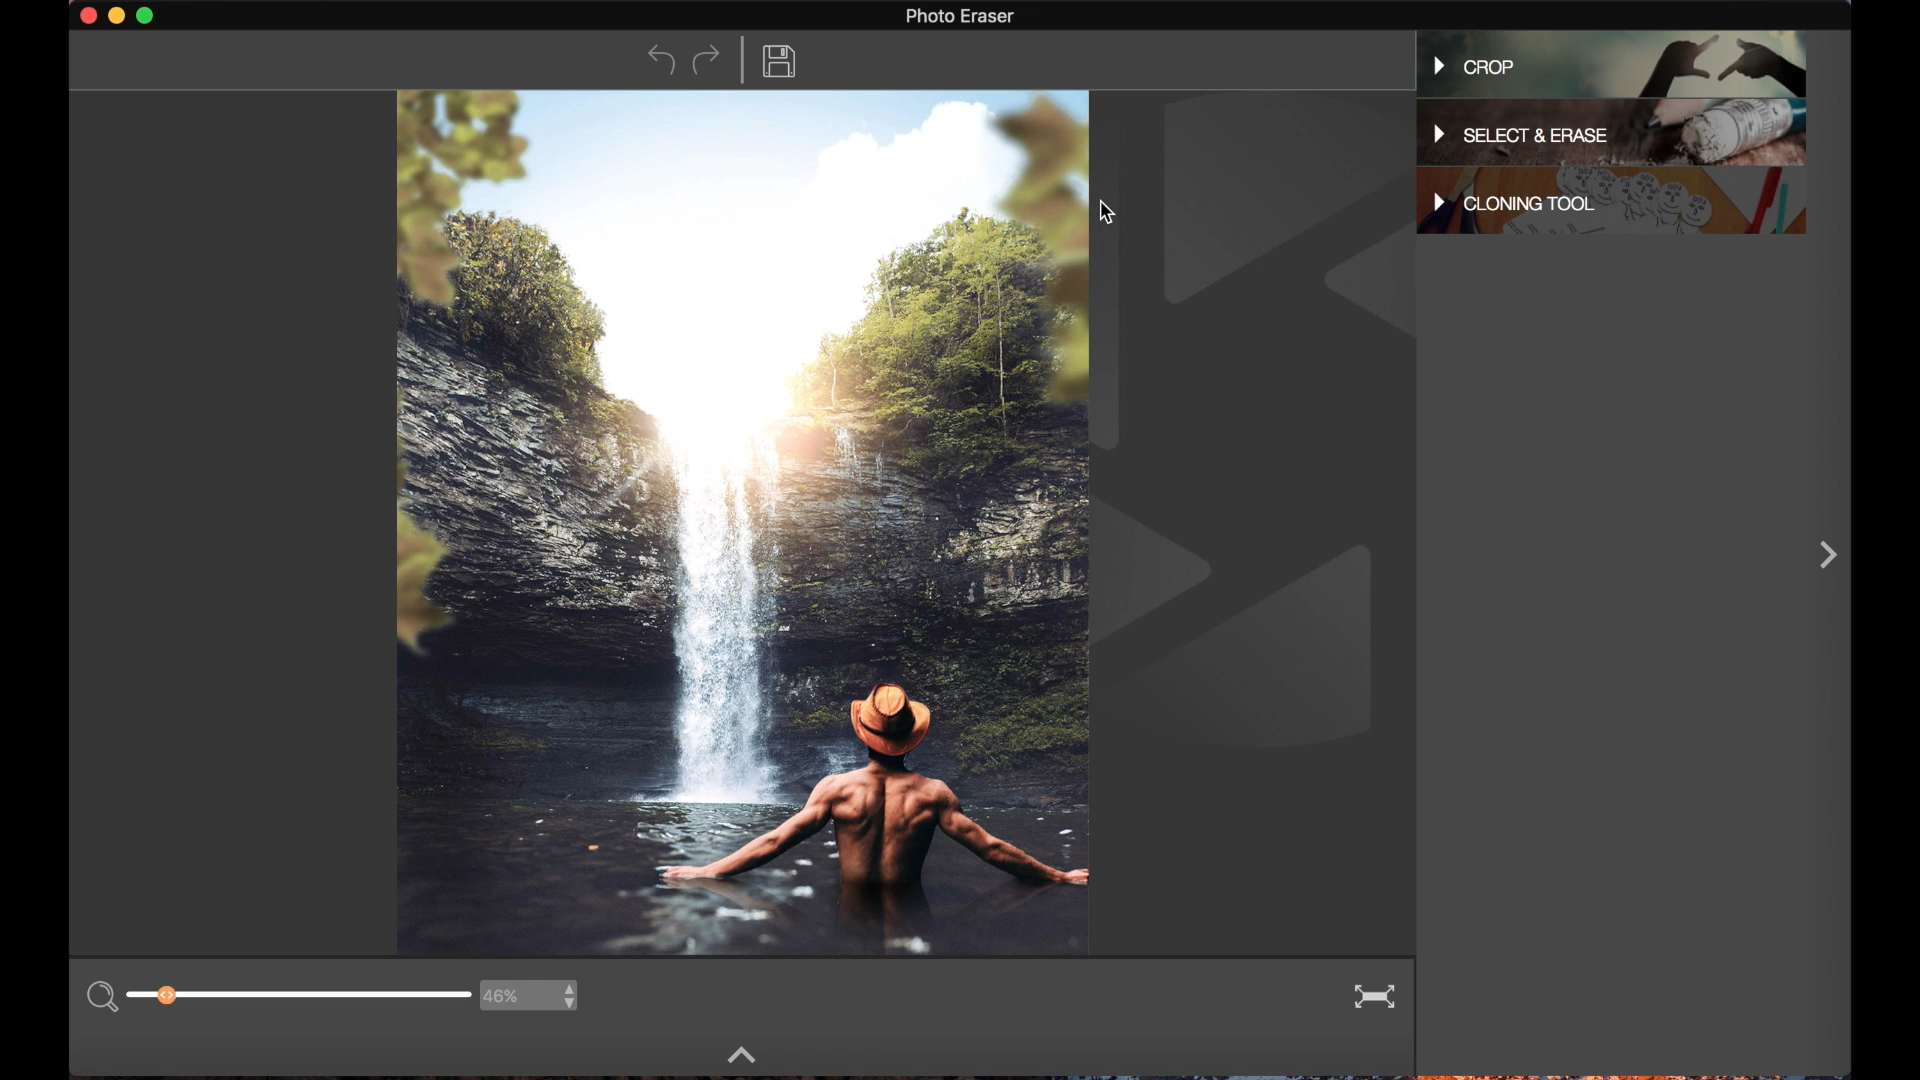 Photo Eraser
CROP
SELECT & ERASE
CLONING TOOL
46%